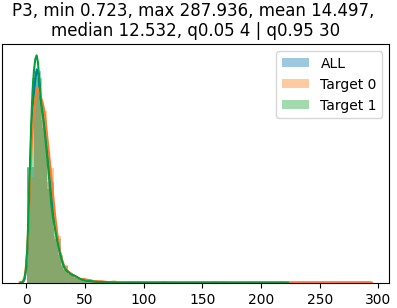 P3, min 0.723, max 287.936, mean 14.497,
median 12.532, q0.05 4 | q0.95 30
ALL
Target 0
Target 1
0 50 100 150 200 250 300